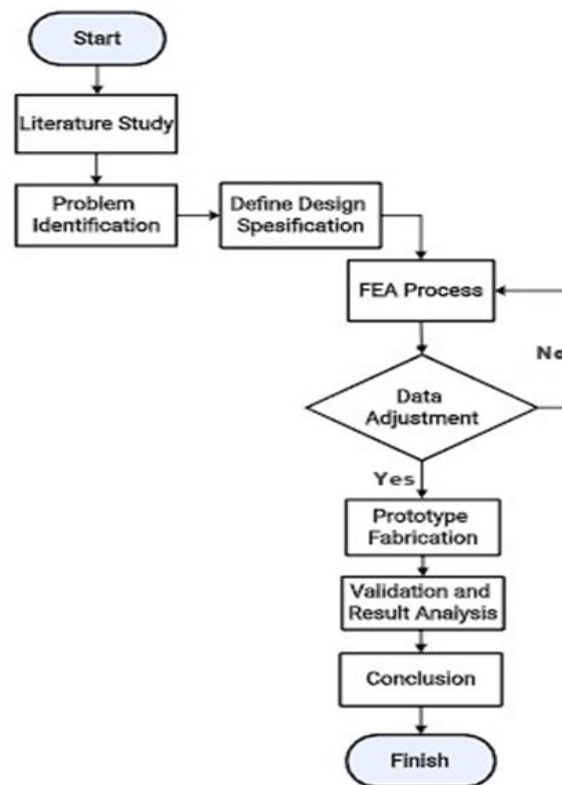 Start
Literature Study
Problem
Identification
Define Design
Spesification
FEA Process
No
Data
Adjustment
Yes
Prototype
Fabrication
Validation and
Result Analysis
Conclusion
Finish